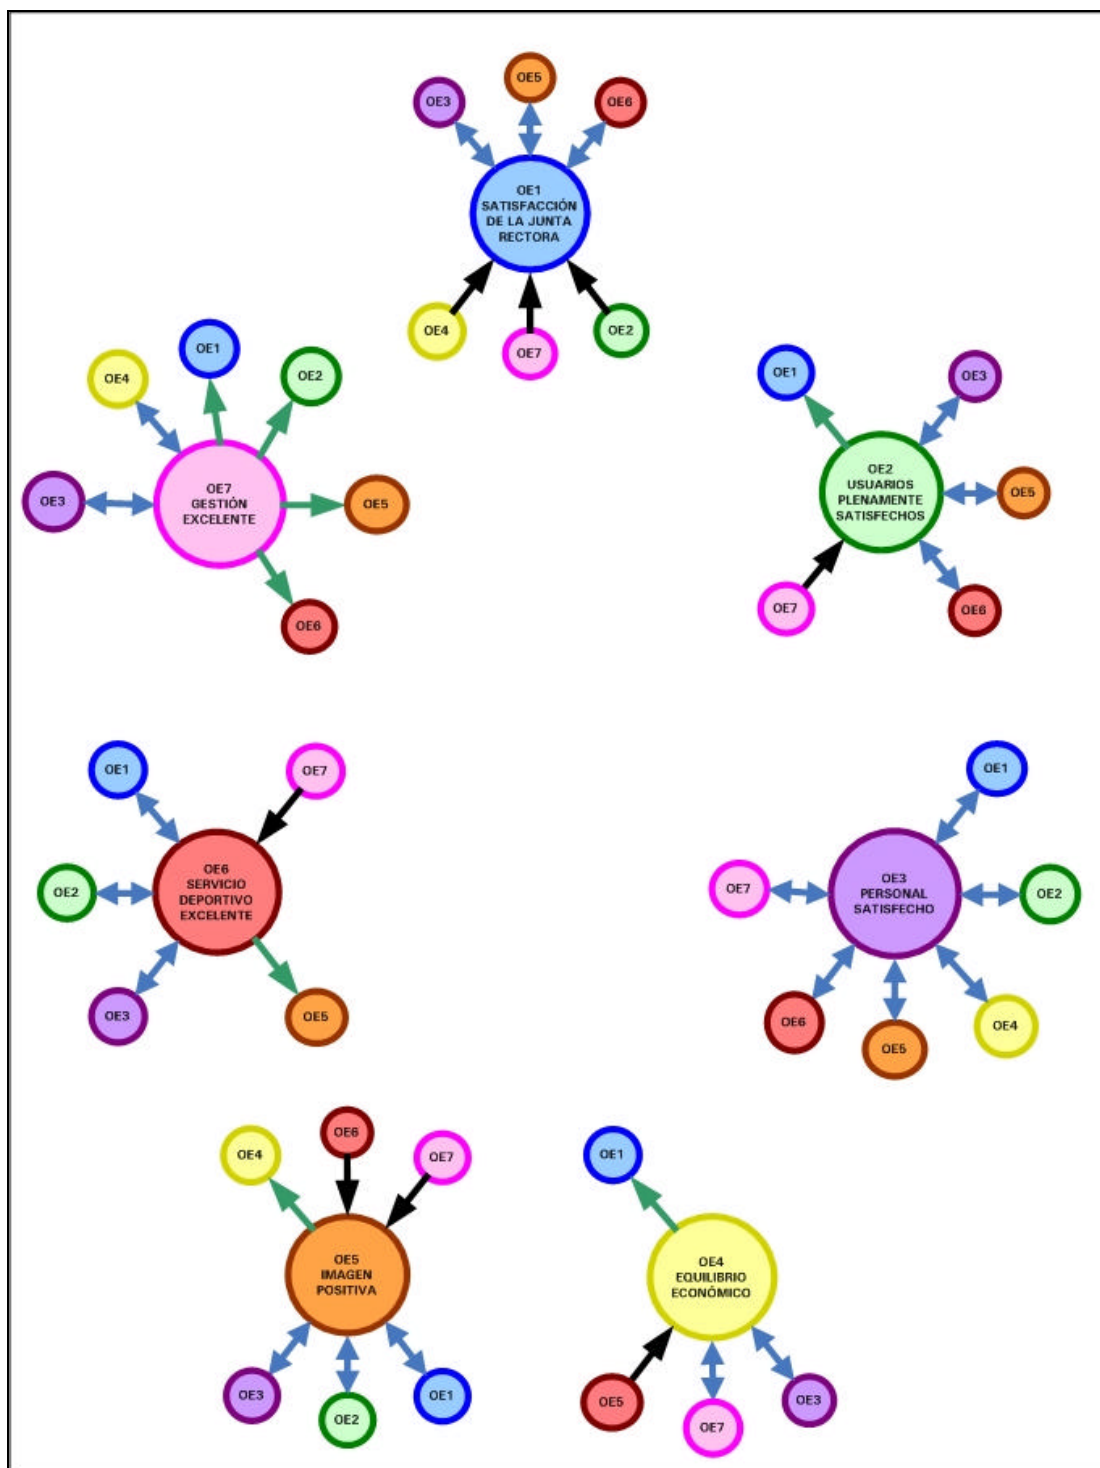 OE5
OE3
OE6
OE1
SATISFACCIÓN
DE LA JUNTA
RECTORA
OE4
OE7
OE2
OE1
OE4
OE2
OE3
OE7
GESTIÓN
EXCELENTE
OE5
OE6
OE1
OE3
OE2
USUARIOS
PLENAMENTE
SATISFECHOS
OE5
OE7
OE6
OE1
OE7
OE6
SERVICIO
DEPORTIVO
EXCELENTE
OE2
OE3
OE5
OE1
OE7
OE3
PERSONAL
SATISFECHO
OE2
OE6
OE5
OE4
OE6
OE4
OE7
OE5
IMAGEN
POSITIVA
OE3
OE2
OE1
OE1
OE4
EQUILIBRIO
ECONÓMICO
OE5
OE7
OE3